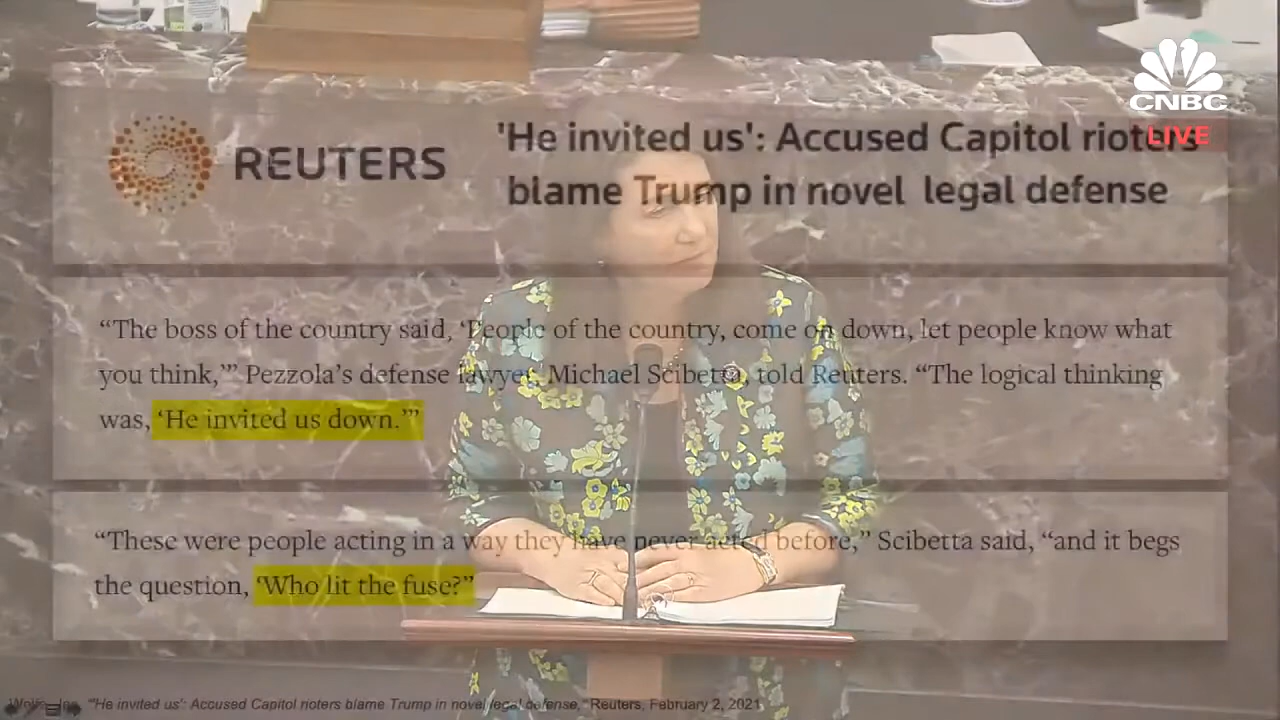 CNBC
LIVE
REUTERS
'He invited us': Accused Capitol rioters
blame Trump in novel legal defense
“The boss of the country said, ‘People of the country, come on down, let people know what
you think,’” Pezzola’s defense lawyer, Michael Scibetta, told Reuters. “The logical thinking
was, ‘He invited us down.’”
“These were people acting in a way they have never acted before,” Scibetta said, “and it begs
the question, ‘Who lit the fuse?”
"'He invited us': Accused Capitol rioters blame Trump in novel legal defense," Reuters, February 2, 2021